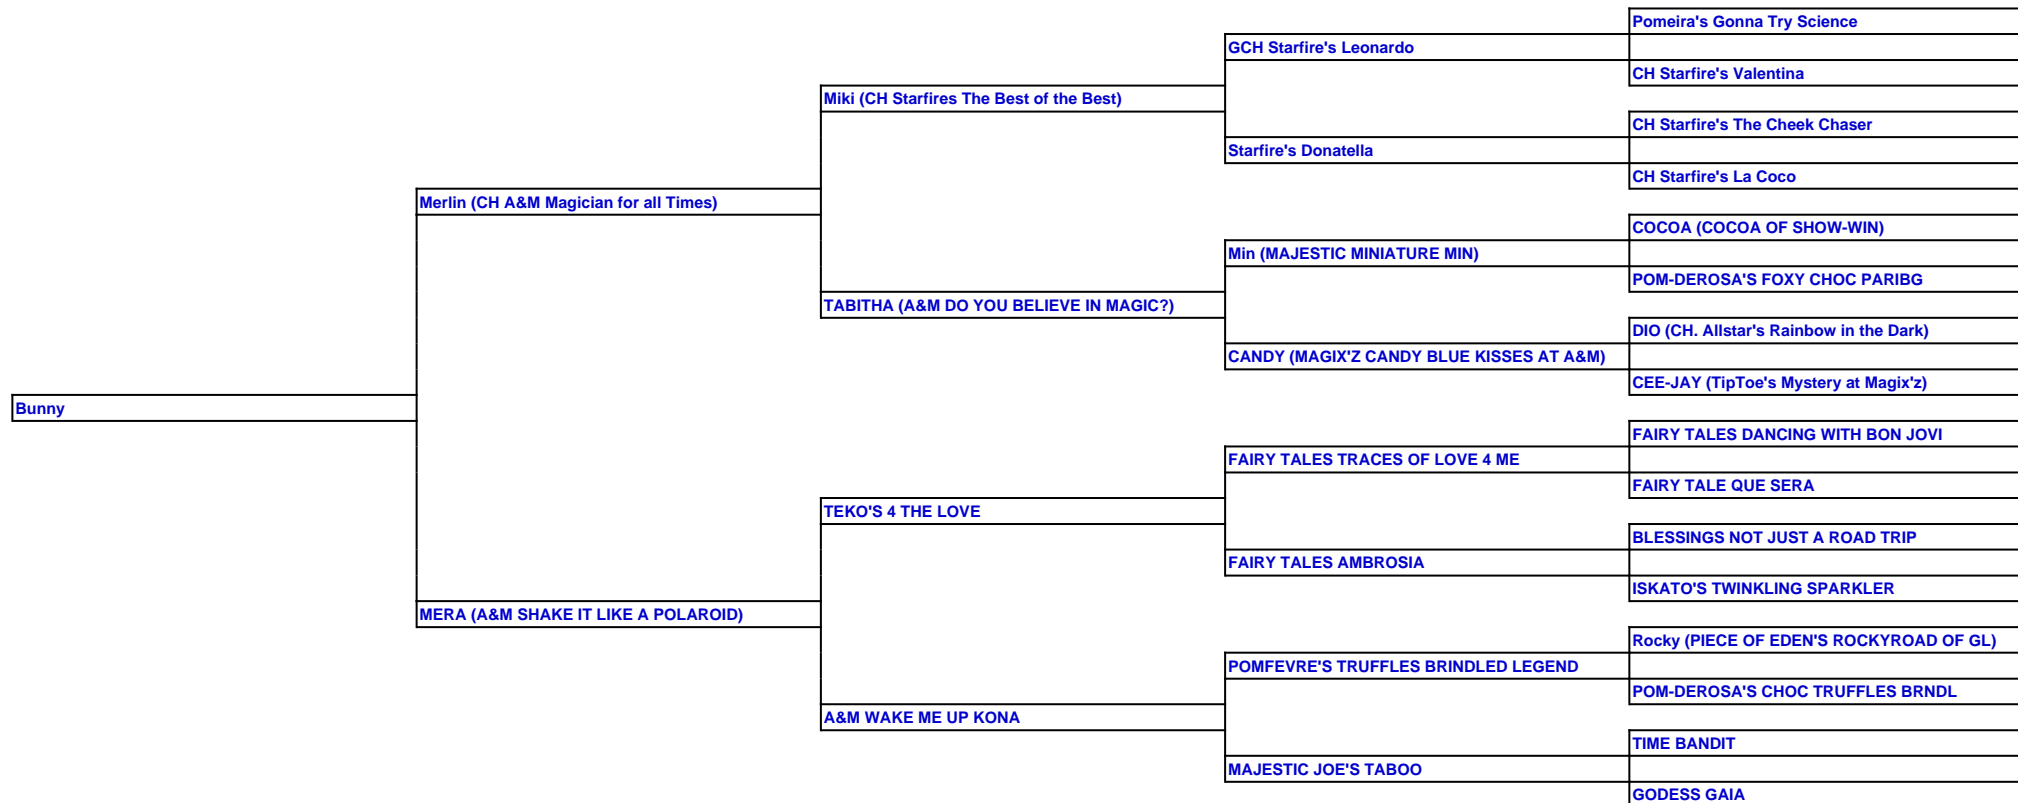 Pomeira's Gonna Try Science
GCH Starfire's Leonardo
CH Starfire's Valentina
Miki (CH Starfires The Best of the Best)
CH Starfire's The Cheek Chaser
Starfire's Donatella
CH Starfire's La Coco
Merlin (CH A&M Magician for all Times)
COCOA (COCOA OF SHOW-WIN)
Min (MAJESTIC MINIATURE MIN)
POM-DEROSA'S FOXY CHOC PARIBG
TABITHA (A&M DO YOU BELIEVE IN MAGIC?)
DIO (CH. Allstar's Rainbow in the Dark)
CANDY (MAGIX'Z CANDY BLUE KISSES AT A&M)
CEE-JAY (TipToe's Mystery at Magix'z)
Bunny
FAIRY TALES DANCING WITH BON JOVI
FAIRY TALES TRACES OF LOVE 4 ME
FAIRY TALE QUE SERA
TEKO'S 4 THE LOVE
BLESSINGS NOT JUST A ROAD TRIP
FAIRY TALES AMBROSIA
ISKATO'S TWINKLING SPARKLER
MERA (A&M SHAKE IT LIKE A POLAROID)
Rocky (PIECE OF EDEN'S ROCKYROAD OF GL)
POMFEVRE'S TRUFFLES BRINDLED LEGEND
POM-DEROSA'S CHOC TRUFFLES BRNDL
A&M WAKE ME UP KONA
TIME BANDIT
MAJESTIC JOE'S TABOO
GODESS GAIA